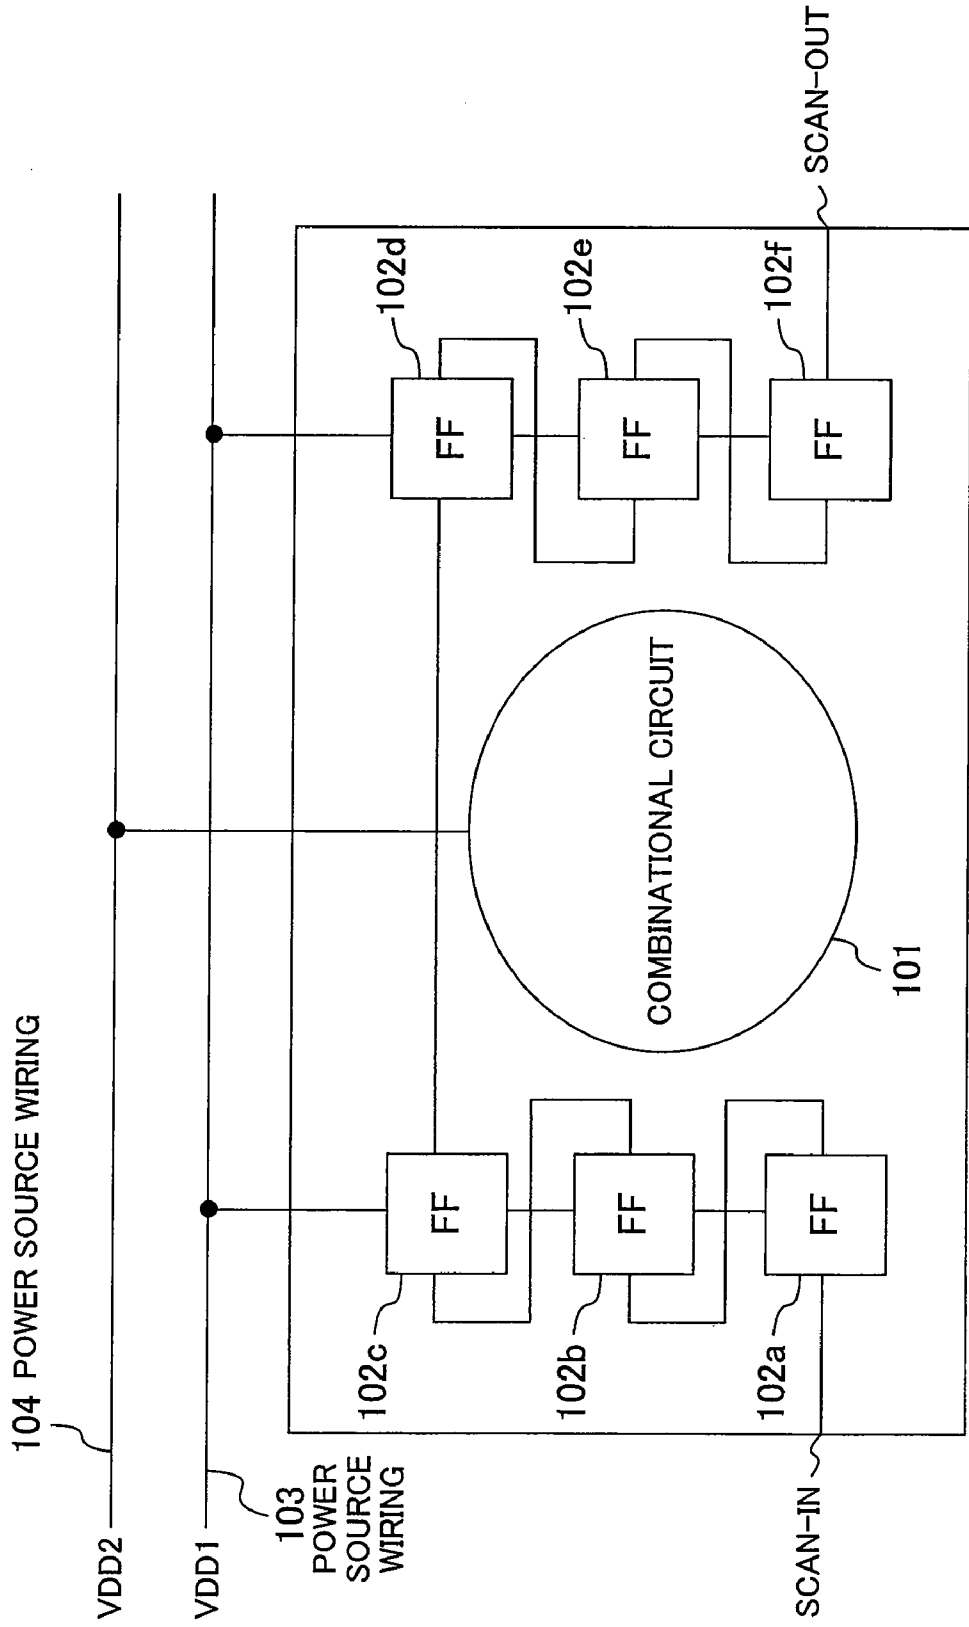 104 POWER SOURCE WIRING
VDD2
VDD1
103
POWER
SOURCE
WIRING
102c
FF
102b
FF
102a
FF
SCAN-IN
COMBINATIONAL CIRCUIT
101
102d
FF
102e
FF
102f
FF
SCAN-OUT